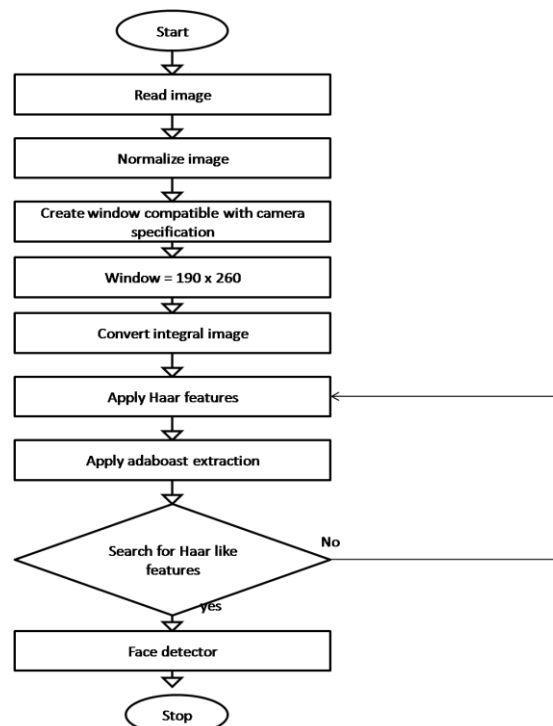 Start
Read image
Normalize image
Create window compatible with camera
specification
Window = 190 x 260
Convert integral image
Apply Haar features
Apply adaboast extraction
Search for Haar like
features
No
yes
Face detector
Stop